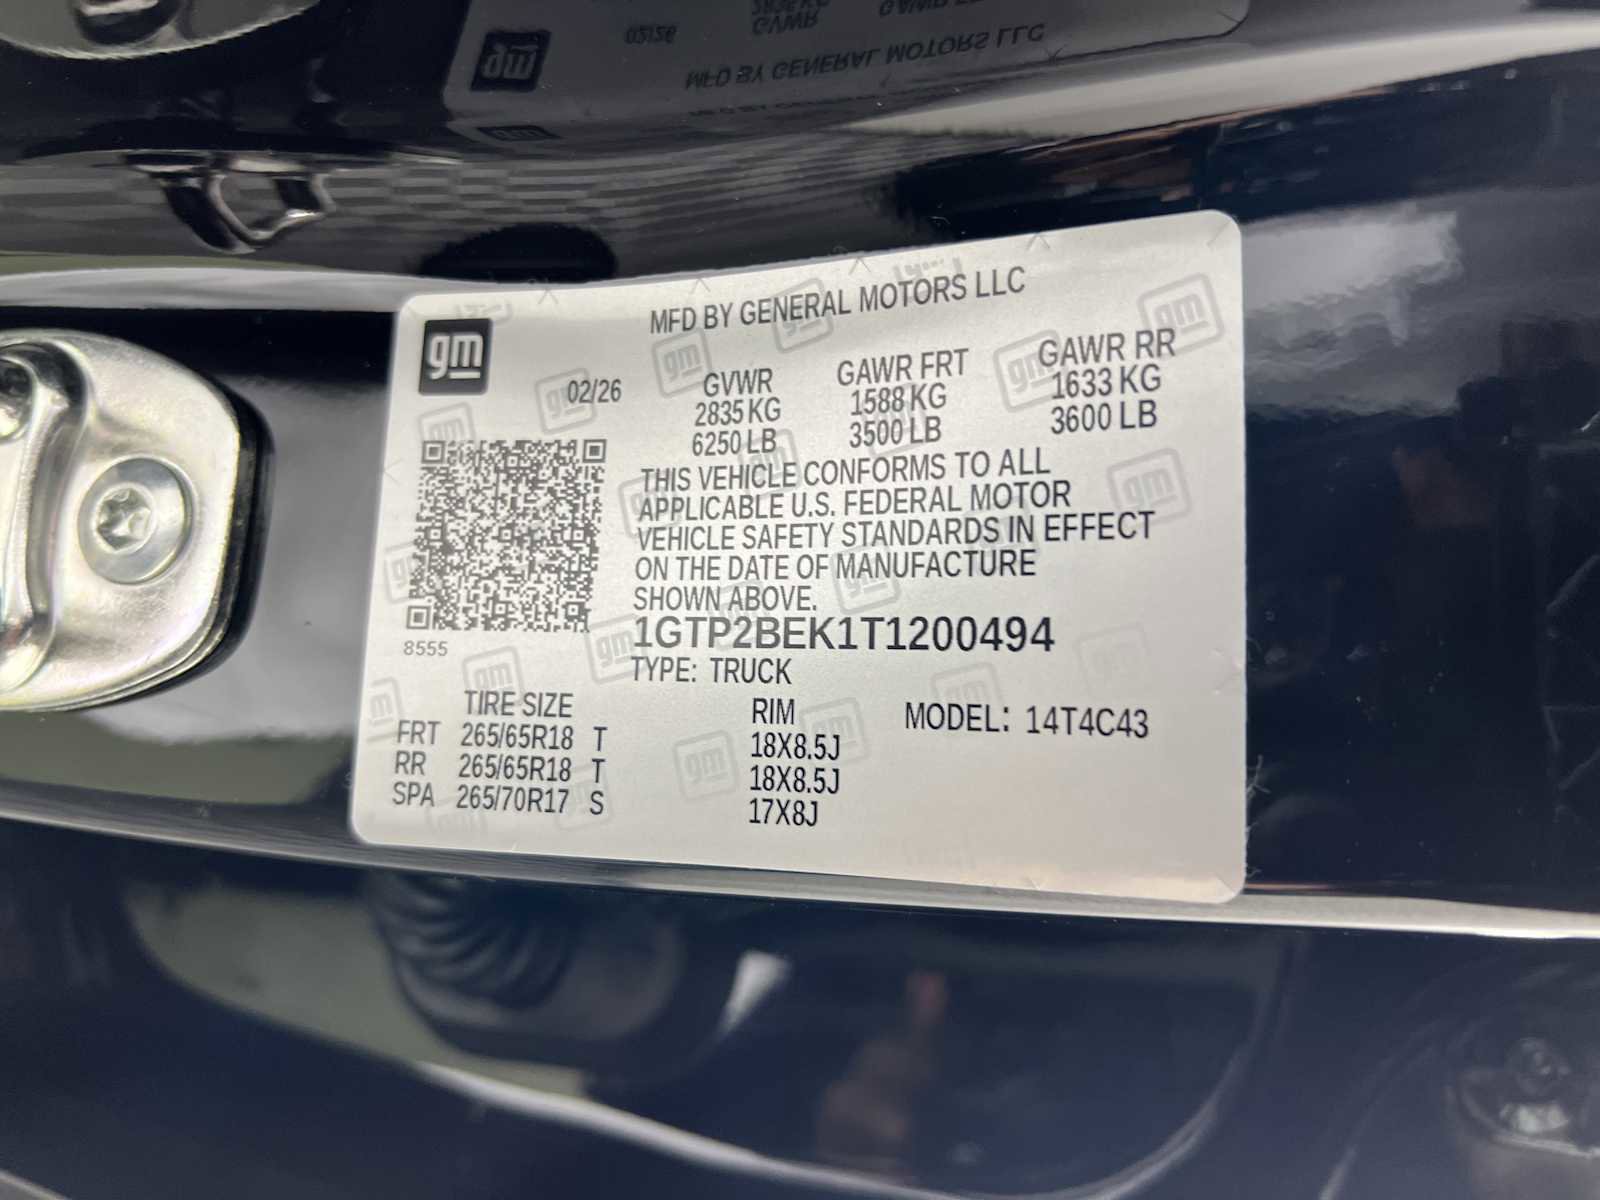 MFD BY GENERAL MOTORS LLC
gm
02/26
GVWR GAWR FRT GAWR RR
2835 KG 1588 KG 1633 KG
6250 LB 3500 LB 3600 LB
THIS VEHICLE CONFORMS TO ALL
APPLICABLE U.S. FEDERAL MOTOR
VEHICLE SAFETY STANDARDS IN EFFECT
ON THE DATE OF MANUFACTURE
SHOWN ABOVE.
1GTP2BEK1T1200494
8555
TYPE: TRUCK
TIRE SIZE RIM MODEL: 14T4C43
FRT 265/65R18 T 18X8.5J
RR 265/65R18 T 18X8.5J
SPA 265/70R17 S 17X8J